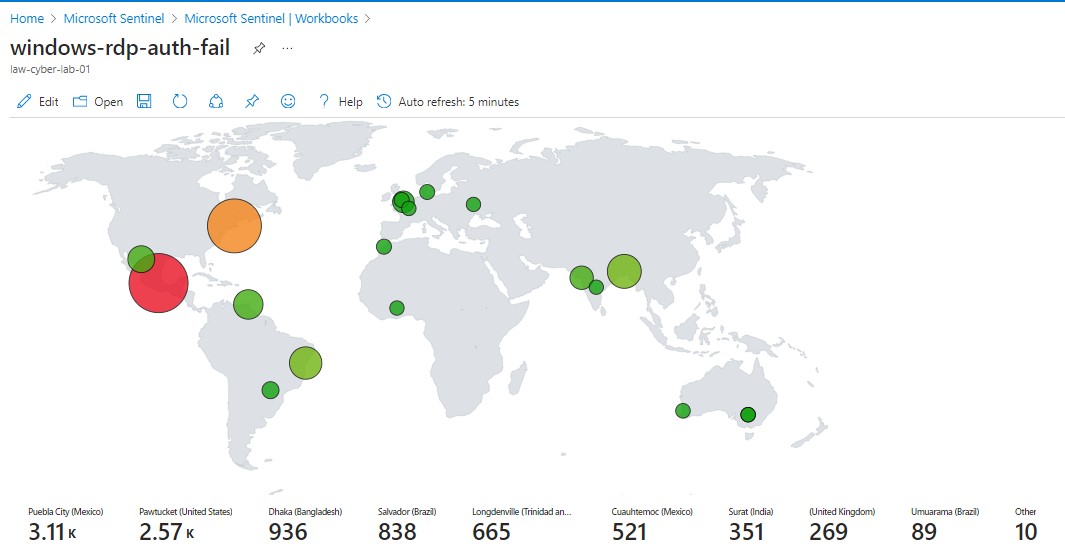 Home > Microsoft Sentinel > Microsoft Sentinel | Workbooks >
windows-rdp-auth-fail ...
law-cyber-lab-01
Edit Open ? Help Auto refresh: 5 minutes
Puebla City (Mexico) Pawtucket (United States) Dhaka (Bangladesh) Salvador (Brazil) Longdenville (Trinidad an... Cuauhtemoc (Mexico) Surat (India) (United Kingdom) Umuarama (Brazil) Other
3.11 K 2.57 K 936 838 665 521 351 269 89 10